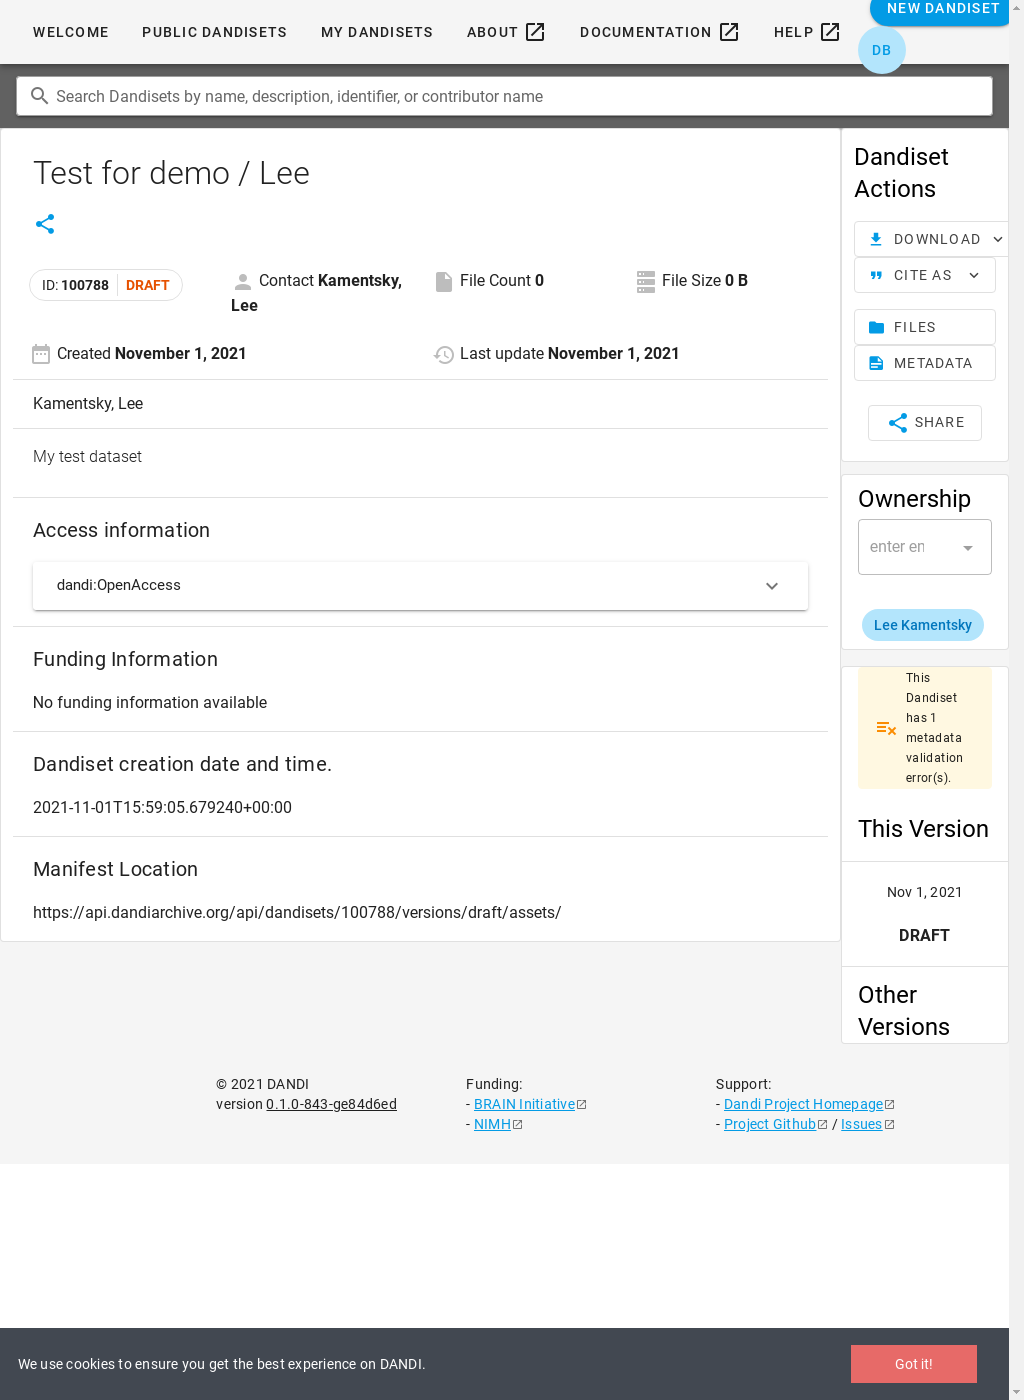 WELCOME
PUBLIC DANDISETS
MY DANDISETS
ABOUT
DOCUMENTATION
HELP
NEW DANDISET
DB
Search Dandisets by name, description, identifier, or contributor name
Test for demo / Lee
ID: 100788 DRAFT
Contact Kamentsky,
Lee
File Count 0
File Size 0 B
Created November 1, 2021
Last update November 1, 2021
Kamentsky, Lee
My test dataset
Access information
dandi:OpenAccess
Funding Information
No funding information available
Dandiset creation date and time.
2021-11-01T15:59:05.679240+00:00
Manifest Location
https://api.dandiarchive.org/api/dandisets/100788/versions/draft/assets/
Dandiset
Actions
DOWNLOAD
CITE AS
FILES
METADATA
SHARE
Ownership
enter en
Lee Kamentsky
This
Dandiset
has 1
metadata
validation
error(s).
This Version
Nov 1, 2021
DRAFT
Other
Versions
© 2021 DANDI
version 0.1.0-843-ge84d6ed
Funding:
- BRAIN Initiative
- NIMH
Support:
- Dandi Project Homepage
- Project Github / Issues
We use cookies to ensure you get the best experience on DANDI.
Got it!